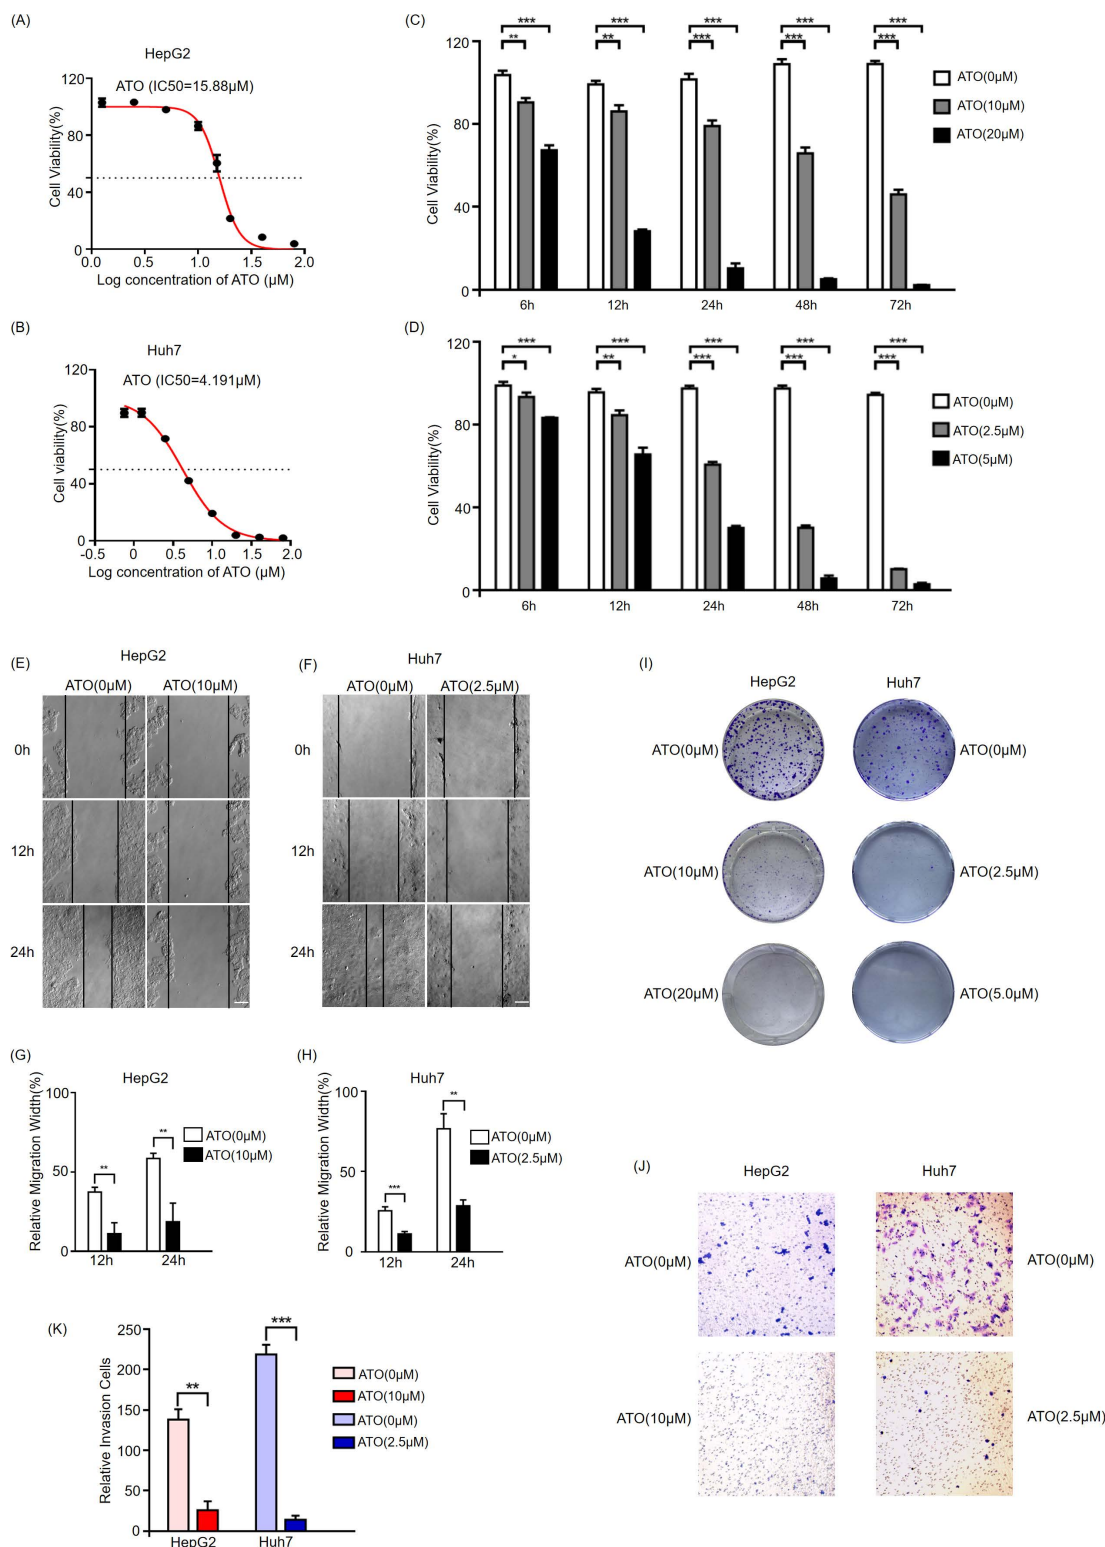 (A)
HepG2
ATO (IC50=15.88µM)
Cell Viability(%)
120
80
40
0
0.0 0.5 1.0 1.5 2.0
Log concentration of ATO (µM)
(B)
Huh7
ATO (IC50=4.191µM)
Cell viability(%)
120
80
40
0
-0.5 0 0.5 1.0 1.5 2.0
Log concentration of ATO (µM)
(C)
Cell Viability(%)
120
80
40
0
*** *** *** *** ***
** ** *** *** ***
6h 12h 24h 48h 72h
ATO(0µM)
ATO(10µM)
ATO(20µM)
(D)
Cell Viability(%)
120
80
40
0
*** *** *** *** ***
* ** *** *** ***
6h 12h 24h 48h 72h
ATO(0µM)
ATO(2.5µM)
ATO(5µM)
(E)
HepG2
ATO(0µM) ATO(10µM)
0h
12h
24h
(F)
Huh7
ATO(0µM) ATO(2.5µM)
0h
12h
24h
(G)
HepG2
Relative Migration Width(%)
100
50
0
** **
12h 24h
ATO(0µM)
ATO(10µM)
(H)
Huh7
Relative Migration Width(%)
100
50
0
*** **
12h 24h
ATO(0µM)
ATO(2.5µM)
(I)
HepG2 Huh7
ATO(0µM) ATO(0µM)
ATO(10µM) ATO(2.5µM)
ATO(20µM) ATO(5.0µM)
(J)
HepG2 Huh7
ATO(0µM) ATO(0µM)
ATO(10µM) ATO(2.5µM)
(K)
Relative Invasion Cells
250
200
150
100
50
0
** ***
HepG2 Huh7
ATO(0µM)
ATO(10µM)
ATO(0µM)
ATO(2.5µM)